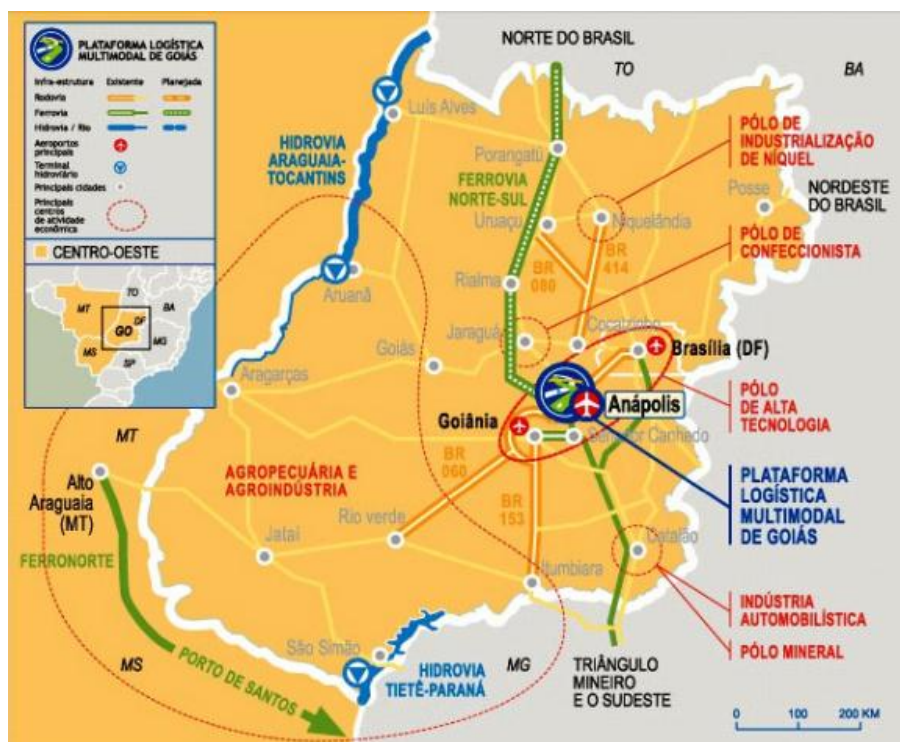 PLATAFORMA LOGÍSTICA
MULTIMODAL DE GOIÁS
Infra-estrutura Existente Planejada
Rodovia
Ferrovia
Hidrovia / Rio
Aeroportos
principais
Terminal
hidroviário
Principais cidades
Principais
centros
de atividade
econômica
CENTRO-OESTE
MT
TO
BA
DF
GO
MG
MS
SP
NORTE DO BRASIL
TO
BA
Luís Alves
HIDROVIA
ARAGUAIA-
TOCANTINS
Porangatú
FERROVIA
NORTE-SUL
PÓLO DE
INDUSTRIALIZAÇÃO
DE NÍQUEL
Posse
NORDESTE
DO BRASIL
Uruaçu
Niquelândia
BR
080
BR
414
PÓLO DE
CONFECCIONISTA
Aruanã
Rialma
Jaraguá
Cocalzinho
Goiás
Brasília (DF)
Aragarças
Anápolis
PÓLO
DE ALTA
TECNOLOGIA
Goiânia
Senador Canhedo
MT
Alto
Araguaia
(MT)
AGROPECUÁRIA E
AGROINDÚSTRIA
BR
060
BR
153
PLATAFORMA
LOGÍSTICA
MULTIMODAL
DE GOIÁS
Rio verde
Jataí
Catalão
FERRONORTE
Itumbiara
INDÚSTRIA
AUTOMOBILÍSTICA
PÓLO MINERAL
São Simão
MS
PORTO DE SANTOS
HIDROVIA
TIETÊ-PARANÁ
MG
TRIÂNGULO
MINEIRO
E O SUDESTE
0 100 200 KM